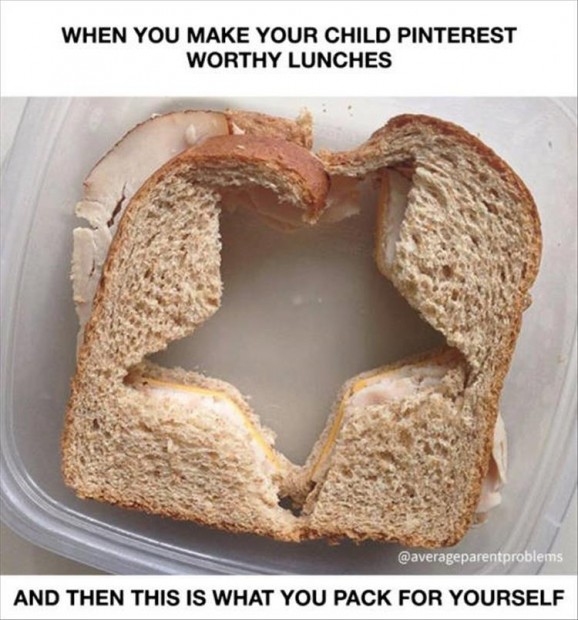 WHEN YOU MAKE YOUR CHILD PINTEREST
WORTHY LUNCHES
@averageparentproblems
AND THEN THIS IS WHAT YOU PACK FOR YOURSELF